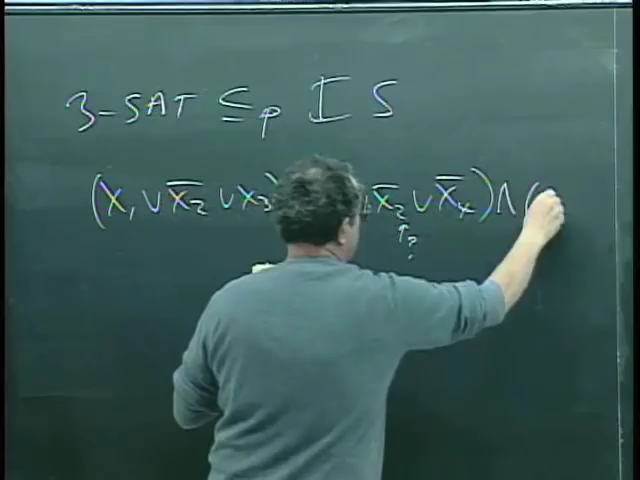 3-SAT ≤p IS
(x₁ ∨ x̅₂ ∨ x₃ x̅₂ ∨ x̅₄) ∧ (
↑?